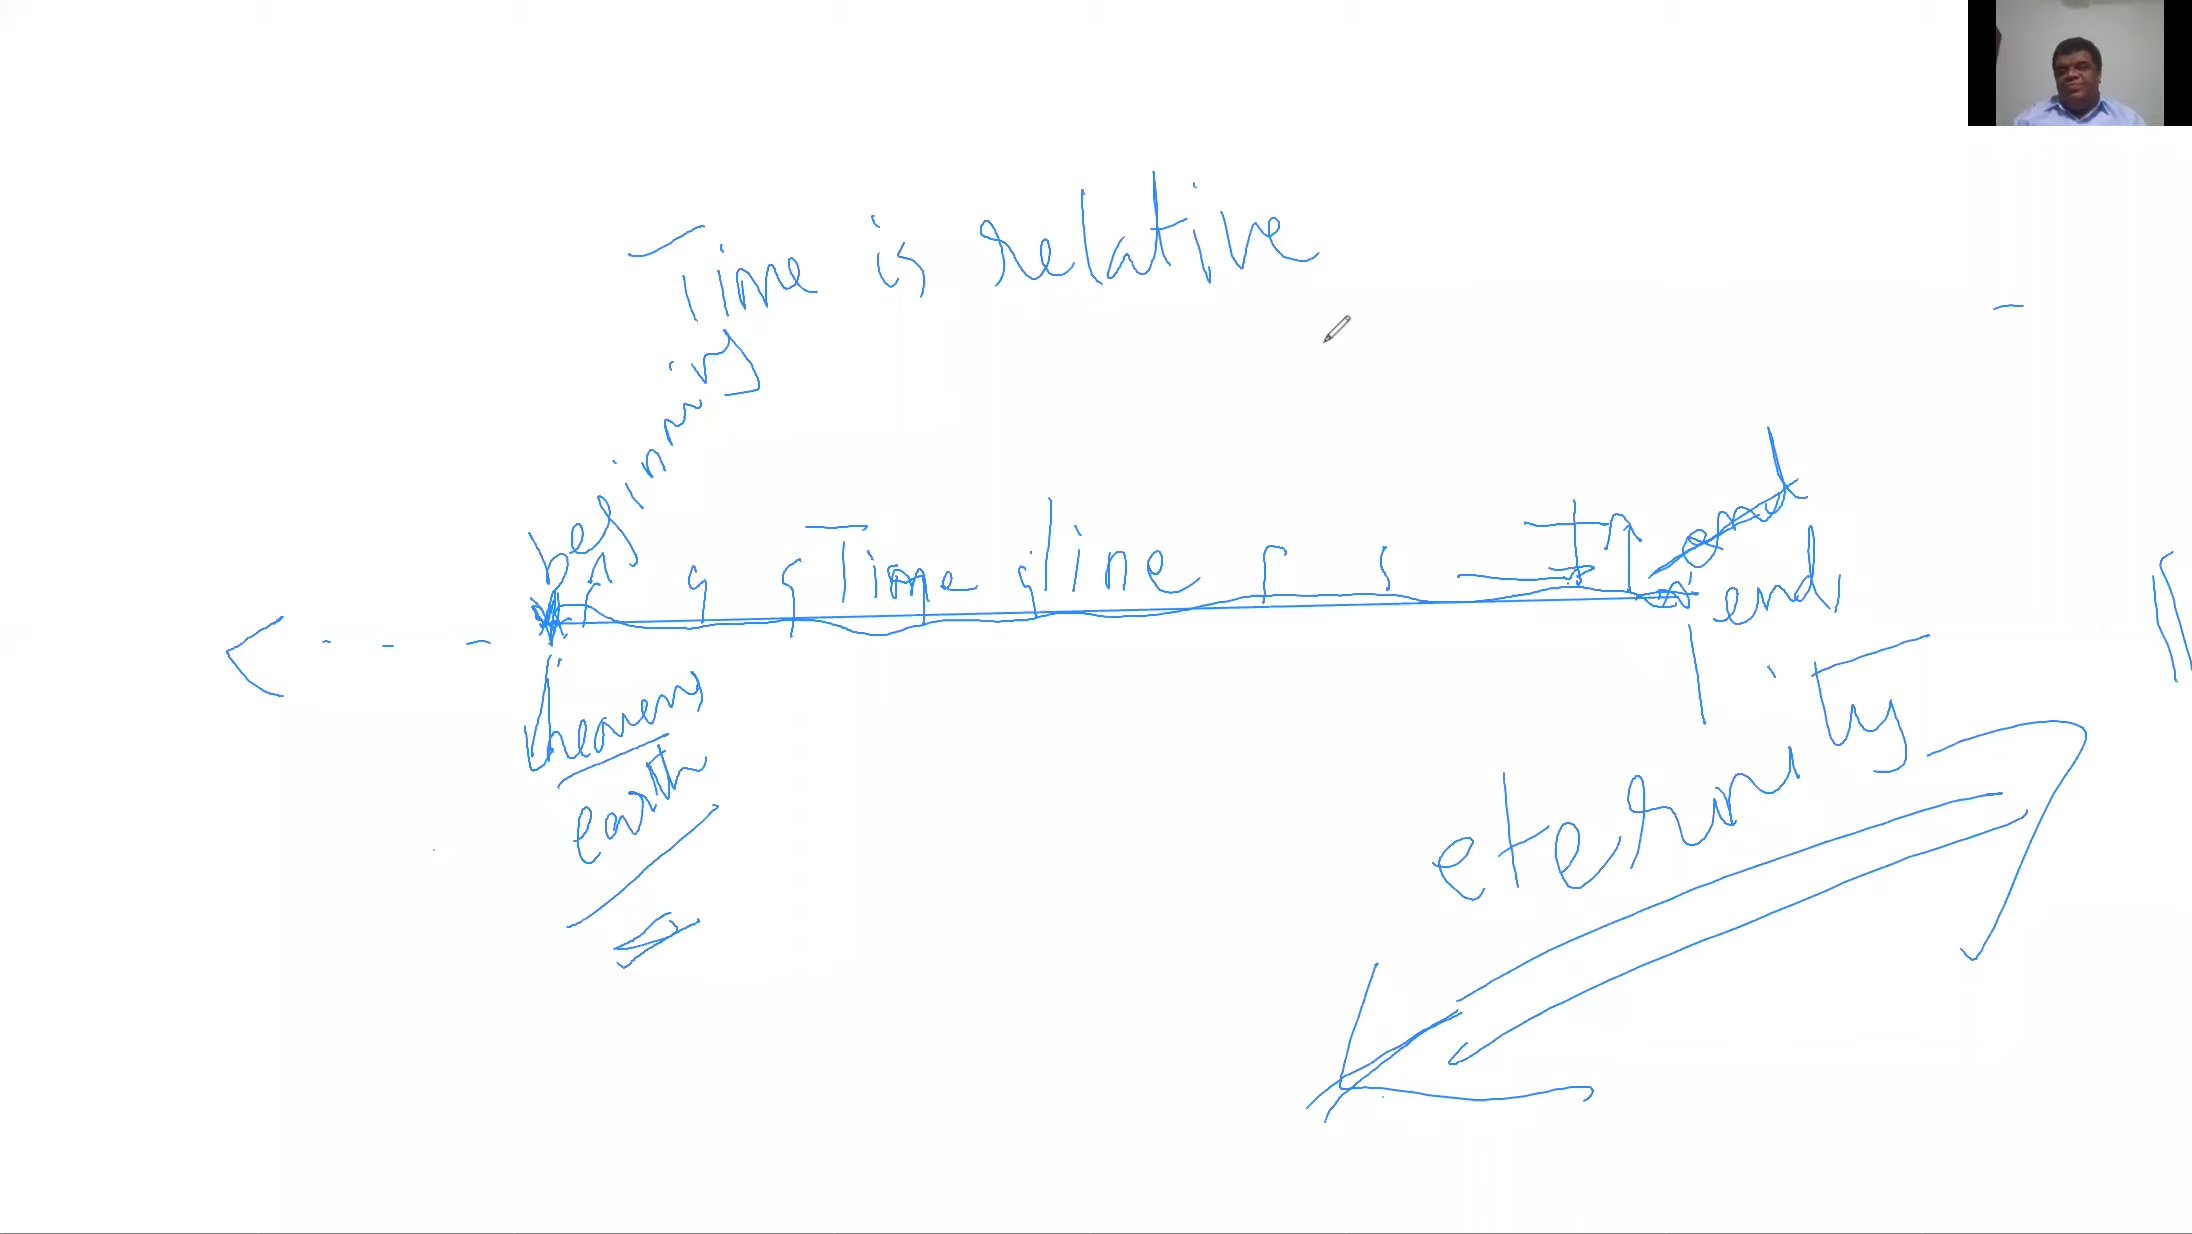 Time is relative
beginning
Time line
end
end,
heavens
earth
eternity